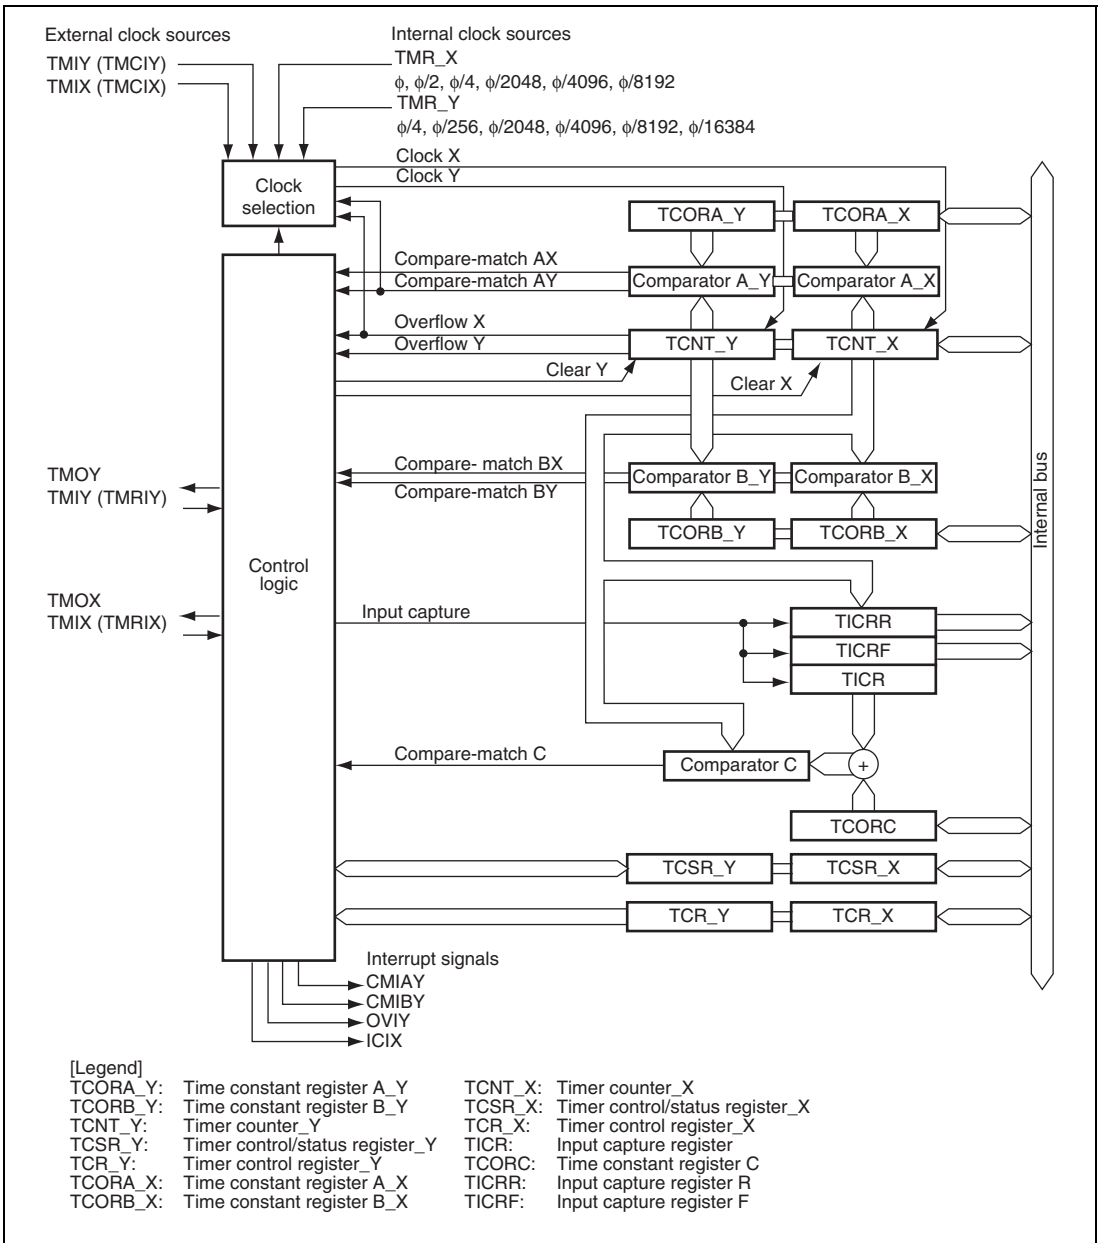 External clock sources
Internal clock sources
TMIY (TMCIY)
TMIX (TMCIX)
TMR_X
ϕ, ϕ/2, ϕ/4, ϕ/2048, ϕ/4096, ϕ/8192
TMR_Y
ϕ/4, ϕ/256, ϕ/2048, ϕ/4096, ϕ/8192, ϕ/16384
Clock X
Clock Y
Clock
selection
TCORA_Y
TCORA_X
Compare-match AX
Compare-match AY
Comparator A_Y
Comparator A_X
Overflow X
Overflow Y
TCNT_Y
TCNT_X
Clear Y
Clear X
Compare- match BX
Compare-match BY
Comparator B_Y
Comparator B_X
TCORB_Y
TCORB_X
TMOY
TMIY (TMRIY)
Control
logic
TMOX
TMIX (TMRIX)
Input capture
TICRR
TICRF
TICR
Compare-match C
Comparator C
+
TCORC
TCSR_Y
TCSR_X
TCR_Y
TCR_X
Internal bus
Interrupt signals
CMIAY
CMIBY
OVIY
ICIX
[Legend]
TCORA_Y: Time constant register A_Y
TCORB_Y: Time constant register B_Y
TCNT_Y: Timer counter_Y
TCSR_Y: Timer control/status register_Y
TCR_Y: Timer control register_Y
TCORA_X: Time constant register A_X
TCORB_X: Time constant register B_X
TCNT_X: Timer counter_X
TCSR_X: Timer control/status register_X
TCR_X: Timer control register_X
TICR: Input capture register
TCORC: Time constant register C
TICRR: Input capture register R
TICRF: Input capture register F